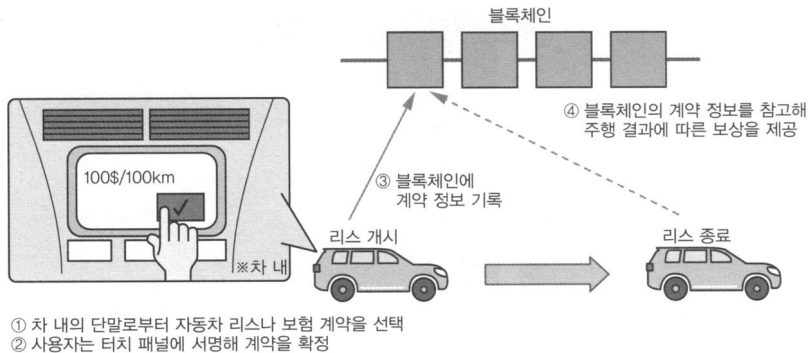 블록체인
④ 블록체인의 계약 정보를 참고해
주행 결과에 따른 보상을 제공
100$/100km
③ 블록체인에
계약 정보 기록
리스 개시
리스 종료
※차 내
① 차 내의 단말로부터 자동차 리스나 보험 계약을 선택
② 사용자는 터치 패널에 서명해 계약을 확정